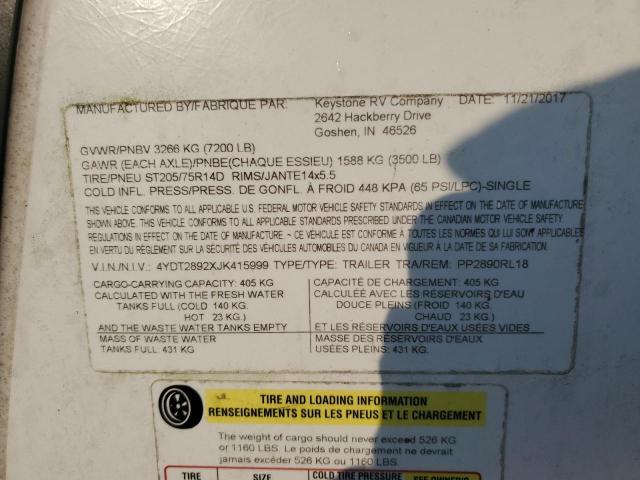 MANUFACTURED BY/FABRIQUE PAR: Keystone RV Company DATE: 11/21/2017
2642 Hackberry Drive
Goshen, IN 46526
GVWR/PNBV 3266 KG (7200 LB)
GAWR (EACH AXLE)/PNBE(CHAQUE ESSIEU) 1588 KG (3500 LB)
TIRE/PNEU ST205/75R14D RIMS/JANTE14x5.5
COLD INFL. PRESS/PRESS. DE GONFL. À FROID 448 KPA (65 PSI/LPC)-SINGLE
THIS VEHICLE CONFORMS TO ALL APPLICABLE U.S. FEDERAL MOTOR VEHICLE SAFETY STANDARDS IN EFFECT ON THE DATE OF MANUFACTURE
SHOWN ABOVE. THIS VEHICLE CONFORMS TO ALL APPLICABLE STANDARDS PRESCRIBED UNDER THE CANADIAN MOTOR VEHICLE SAFETY
REGULATIONS IN EFFECT ON THE DATE OF MANUFACTURE ~ CE VÉHICULE EST CONFORME À TOUTES LES NORMES QUI LUI SONT APPLICABLES
EN VERTU DU RÈGLEMENT SUR LA SÉCURITÉ DES VÉHICULES AUTOMOBILES DU CANADA EN VIGUEUR À LA DATE DE SA FABRICATION.
V.I.N./N.I.V.: 4YDT2892XJK415999 TYPE/TYPE: TRAILER TRA/REM: PP2890RL18
CARGO-CARRYING CAPACITY: 405 KG CAPACITÉ DE CHARGEMENT: 405 KG
CALCULATED WITH THE FRESH WATER CALCULÉE AVEC LES RÉSERVOIRS D'EAU
TANKS FULL (COLD 140 KG. DOUCE PLEINS (FROID 140 KG.
HOT 23 KG.) CHAUD 23 KG.)
AND THE WASTE WATER TANKS EMPTY ET LES RÉSERVOIRS D'EAUX USÉES VIDES
MASS OF WASTE WATER MASSE DES RÉSERVOIRS D'EAUX
TANKS FULL: 431 KG USÉES PLEINS: 431 KG.
TIRE AND LOADING INFORMATION
RENSEIGNEMENTS SUR LES PNEUS ET LE CHARGEMENT
The weight of cargo should never exceed 526 KG
or 1160 LBS. Le poids de chargement ne devrait
jamais excéder 526 KG ou 1160 LBS.
TIRE SIZE COLD TIRE PRESSURE SEE OWNER'S